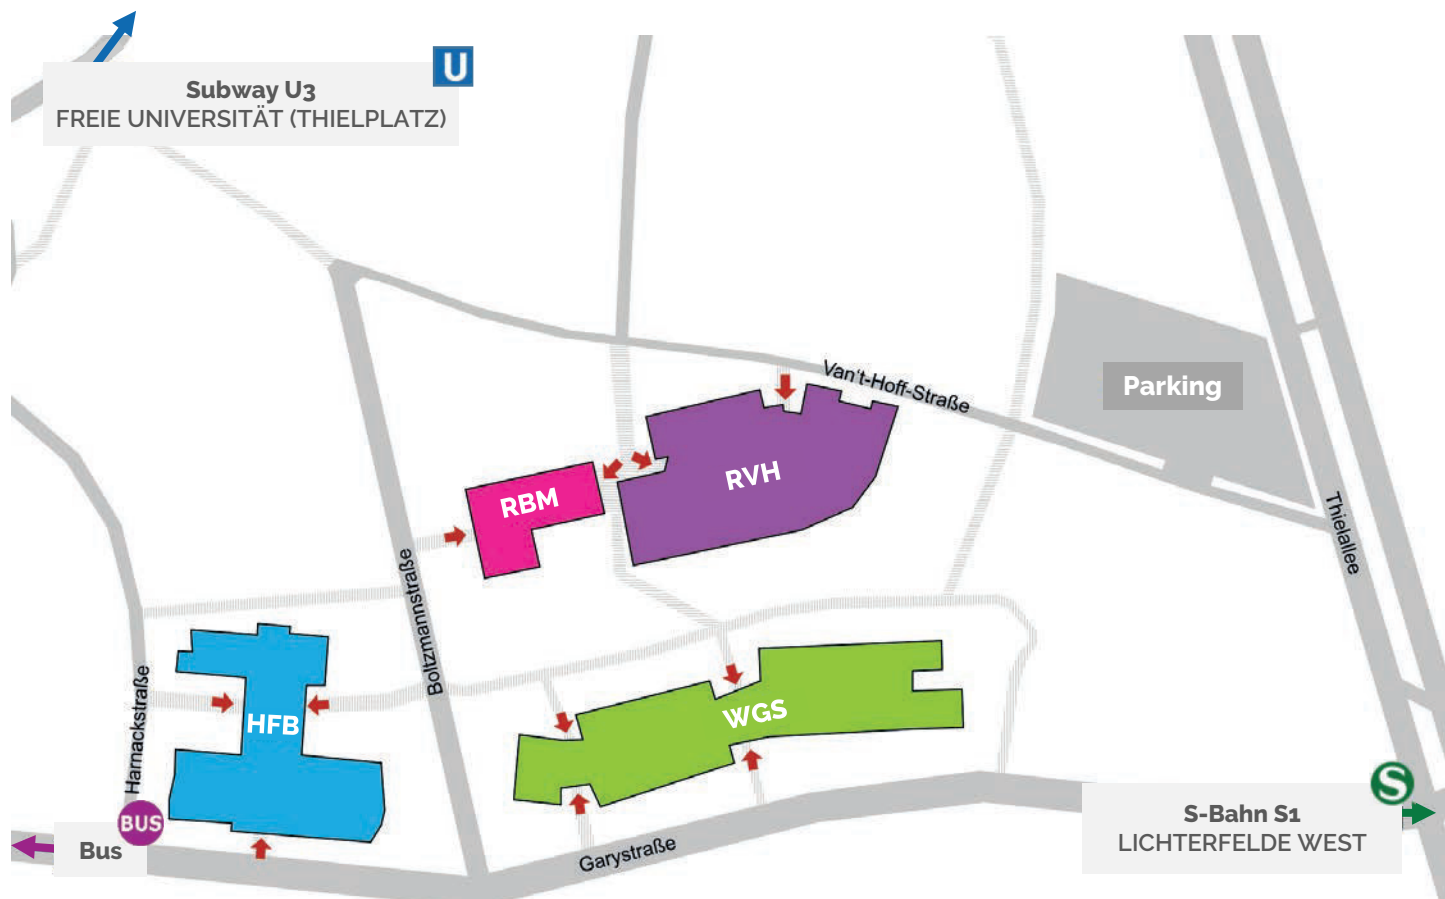 U
Subway U3
FREIE UNIVERSITÄT (THIELPLATZ)
Van't-Hoff-Straße
Parking
RVH
RBM
Thielallee
Boltzmannstraße
Harnackstraße
HFB
WGS
BUS
Bus
Garystraße
S
S-Bahn S1
LICHTERFELDE WEST